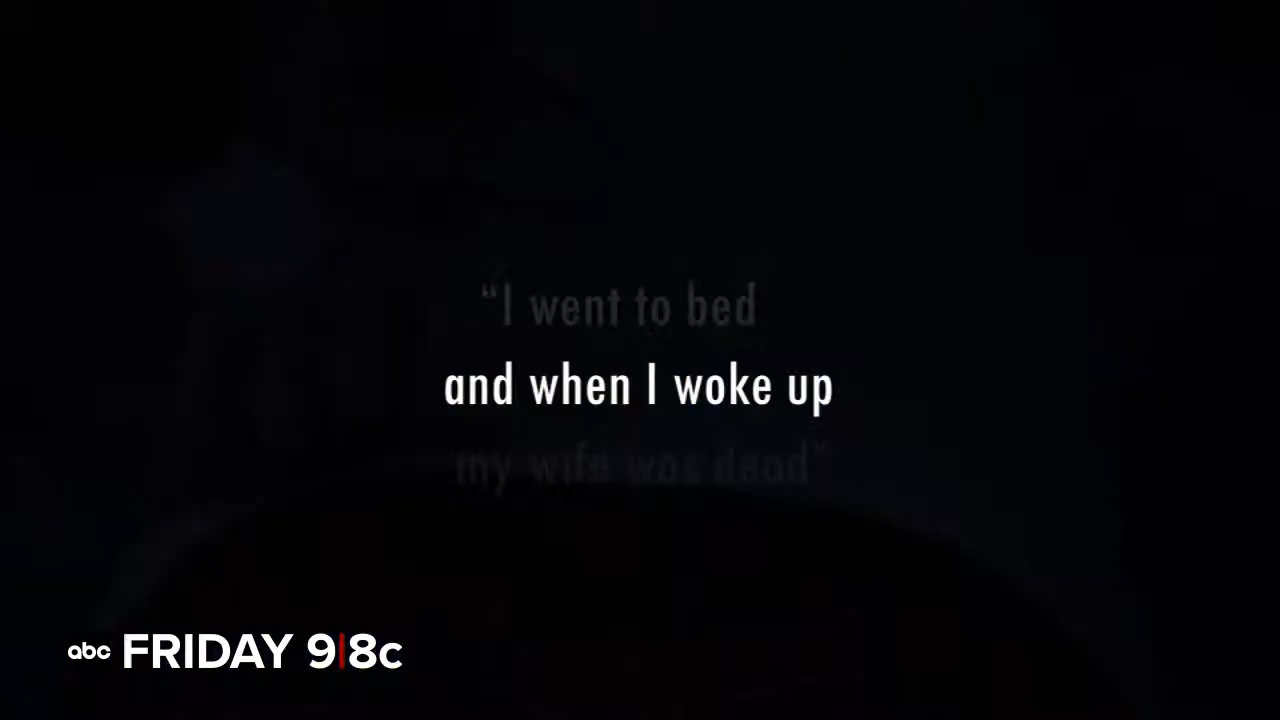 “I went to bed
and when I woke up
my wife was dead”
abc FRIDAY 9|8c